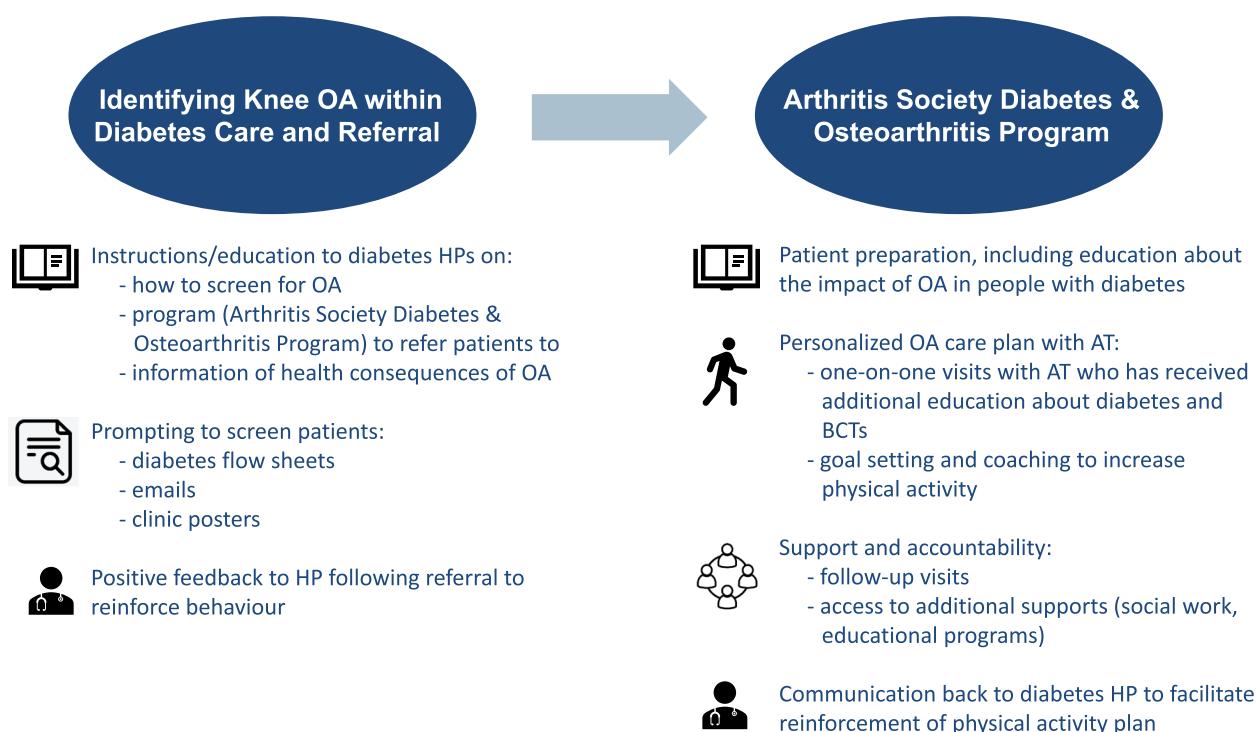 Identifying Knee OA within
Diabetes Care and Referral
Instructions/education to diabetes HPs on:
- how to screen for OA
- program (Arthritis Society Diabetes &
Osteoarthritis Program) to refer patients to
- information of health consequences of OA
Prompting to screen patients:
- diabetes flow sheets
- emails
- clinic posters
Positive feedback to HP following referral to
reinforce behaviour
Arthritis Society Diabetes &
Osteoarthritis Program
Patient preparation, including education about
the impact of OA in people with diabetes
Personalized OA care plan with AT:
- one-on-one visits with AT who has received
additional education about diabetes and
BCTs
- goal setting and coaching to increase
physical activity
Support and accountability:
- follow-up visits
- access to additional supports (social work,
educational programs)
Communication back to diabetes HP to facilitate
reinforcement of physical activity plan